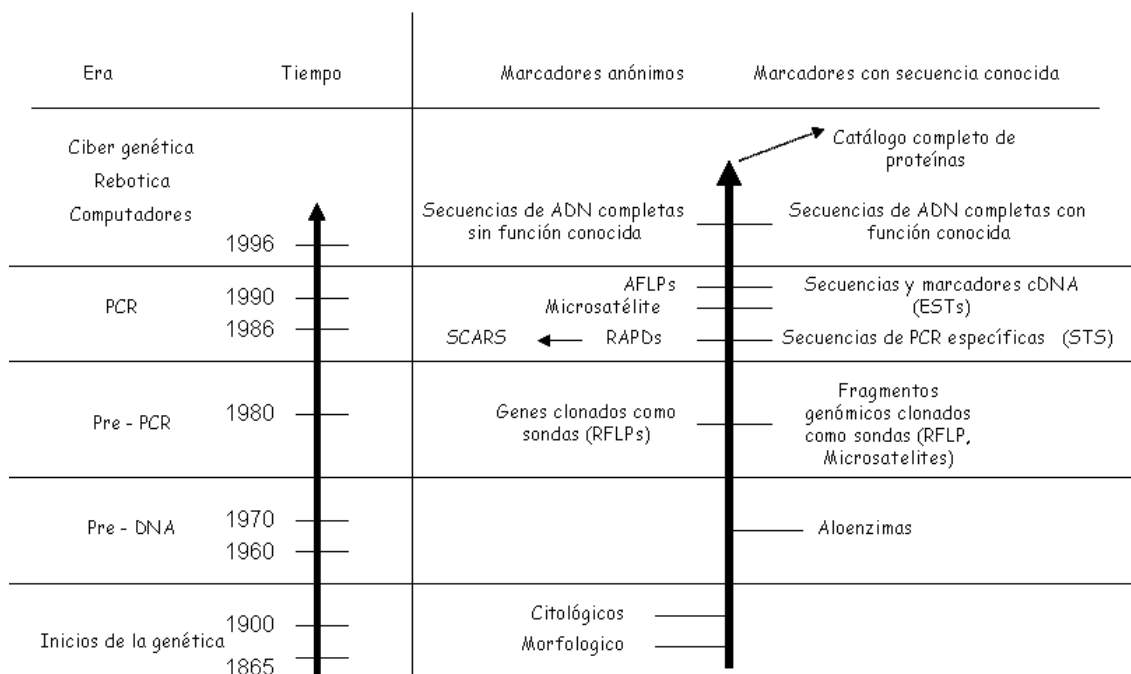 Era
Tiempo
Marcadores anónimos
Marcadores con secuencia conocida
Ciber genética
Rebotica
Computadores
1996
Catálogo completo de
proteínas
Secuencias de ADN completas
sin función conocida
Secuencias de ADN completas con
función conocida
PCR
1990
1986
AFLPs
Microsatélite
SCARS
RAPDs
Secuencias y marcadores cDNA
(ESTs)
Secuencias de PCR específicas (STS)
Pre - PCR
1980
Genes clonados como
sondas (RFLPs)
Fragmentos
genómicos clonados
como sondas (RFLP,
Microsatelites)
Pre - DNA
1970
1960
Aloenzimas
Inicios de la genética
1900
1865
Citológicos
Morfologico